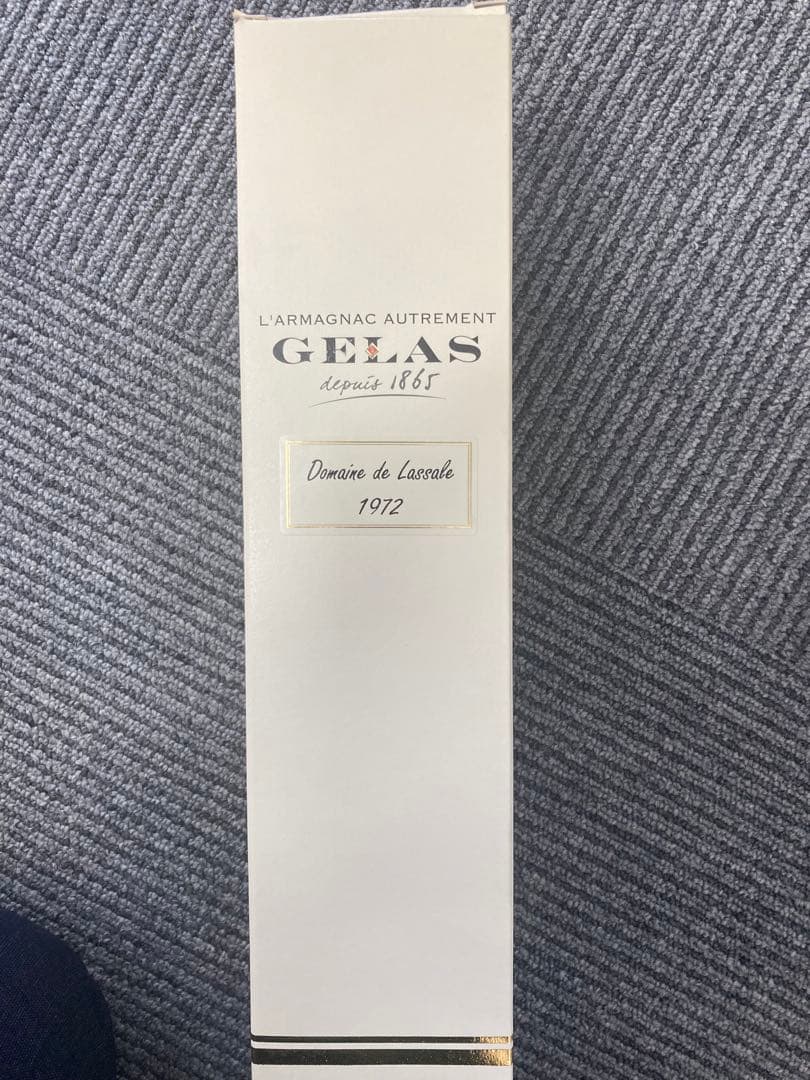 L'ARMAGNAC AUTREMENT
GELAS
depuis 1865
Domaine de Lassale
1972